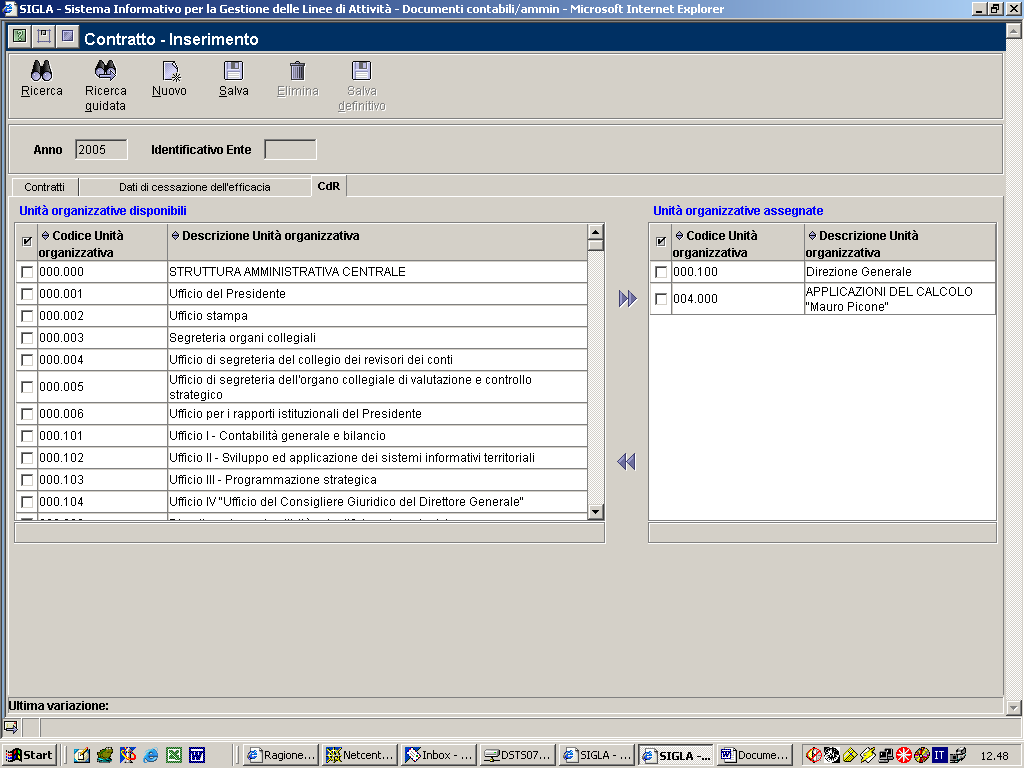 SIGLA - Sistema Informativo per la Gestione delle Linee di Attività - Documenti contabili/ammin - Microsoft Internet Explorer
Contratto - Inserimento
Ricerca
Ricerca guidata
Nuovo
Salva
Elimina
Salva definitivo
Anno 2005 Identificativo Ente
Contratti Dati di cessazione dell'efficacia CdR
Unità organizzative disponibili
Codice Unità organizzativa Descrizione Unità organizzativa
000.000 STRUTTURA AMMINISTRATIVA CENTRALE
000.001 Ufficio del Presidente
000.002 Ufficio stampa
000.003 Segreteria organi collegiali
000.004 Ufficio di segreteria del collegio dei revisori dei conti
000.005 Ufficio di segreteria dell'organo collegiale di valutazione e controllo
strategico
000.006 Ufficio per i rapporti istituzionali del Presidente
000.101 Ufficio I - Contabilità generale e bilancio
000.102 Ufficio II - Sviluppo ed applicazione dei sistemi informativi territoriali
000.103 Ufficio III - Programmazione strategica
000.104 Ufficio IV "Ufficio del Consigliere Giuridico del Direttore Generale"
Unità organizzative assegnate
Codice Unità organizzativa Descrizione Unità organizzativa
000.100 Direzione Generale
004.000 APPLICAZIONI DEL CALCOLO
"Mauro Picone"
Ultima variazione:
Start Ragione... Netcent... Inbox - ... DSTS07... SIGLA - ... SIGLA -... Docume... IT 12.48